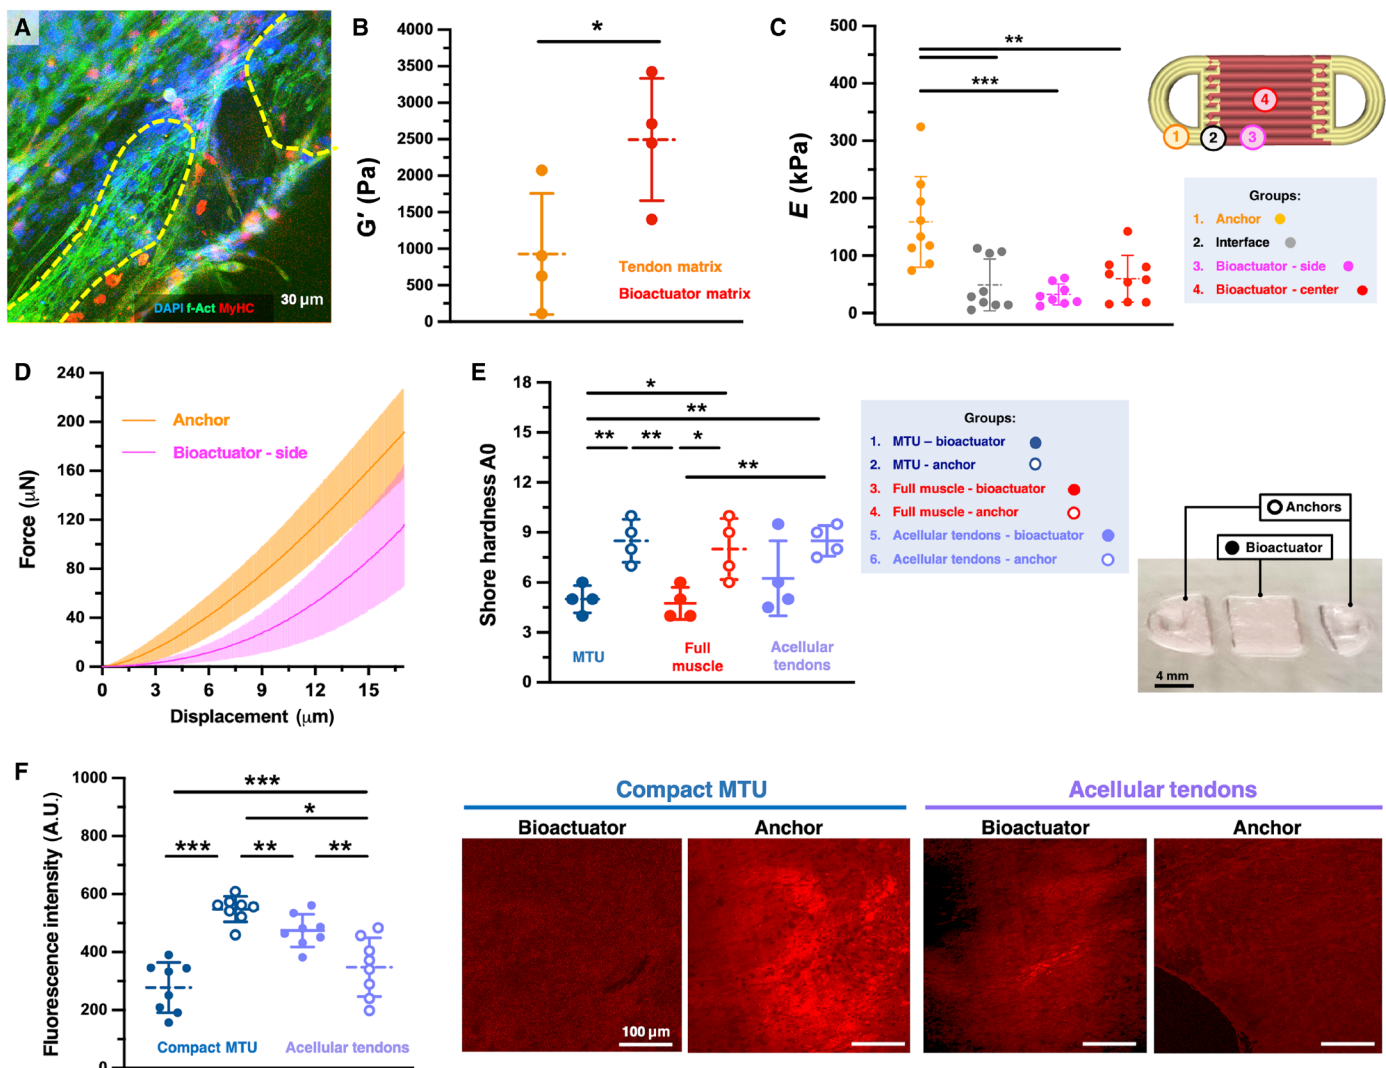 A
DAPI f-Act MyHC
30 µm
B
G′ (Pa)
4000
3500
3000
2500
2000
1500
1000
500
0
*
Tendon matrix
Bioactuator matrix
C
E (kPa)
500
400
300
200
100
0
**
***
1
2
3
4
Groups:
1. Anchor
2. Interface
3. Bioactuator - side
4. Bioactuator - center
D
Force (µN)
240
200
160
120
80
40
0
Anchor
Bioactuator - side
0 3 6 9 12 15
Displacement (µm)
E
Shore hardness A0
18
15
12
9
6
3
0
*
**
** ** *
**
MTU
Full
muscle
Acellular
tendons
Groups:
1. MTU – bioactuator
2. MTU - anchor
3. Full muscle - bioactuator
4. Full muscle - anchor
5. Acellular tendons - bioactuator
6. Acellular tendons - anchor
Anchors
Bioactuator
4 mm
F
Fluorescence intensity (A.U.)
1000
800
600
400
200
0
***
*
*** ** **
Compact MTU Acellular tendons
Compact MTU
Bioactuator Anchor
100 µm
Acellular tendons
Bioactuator Anchor